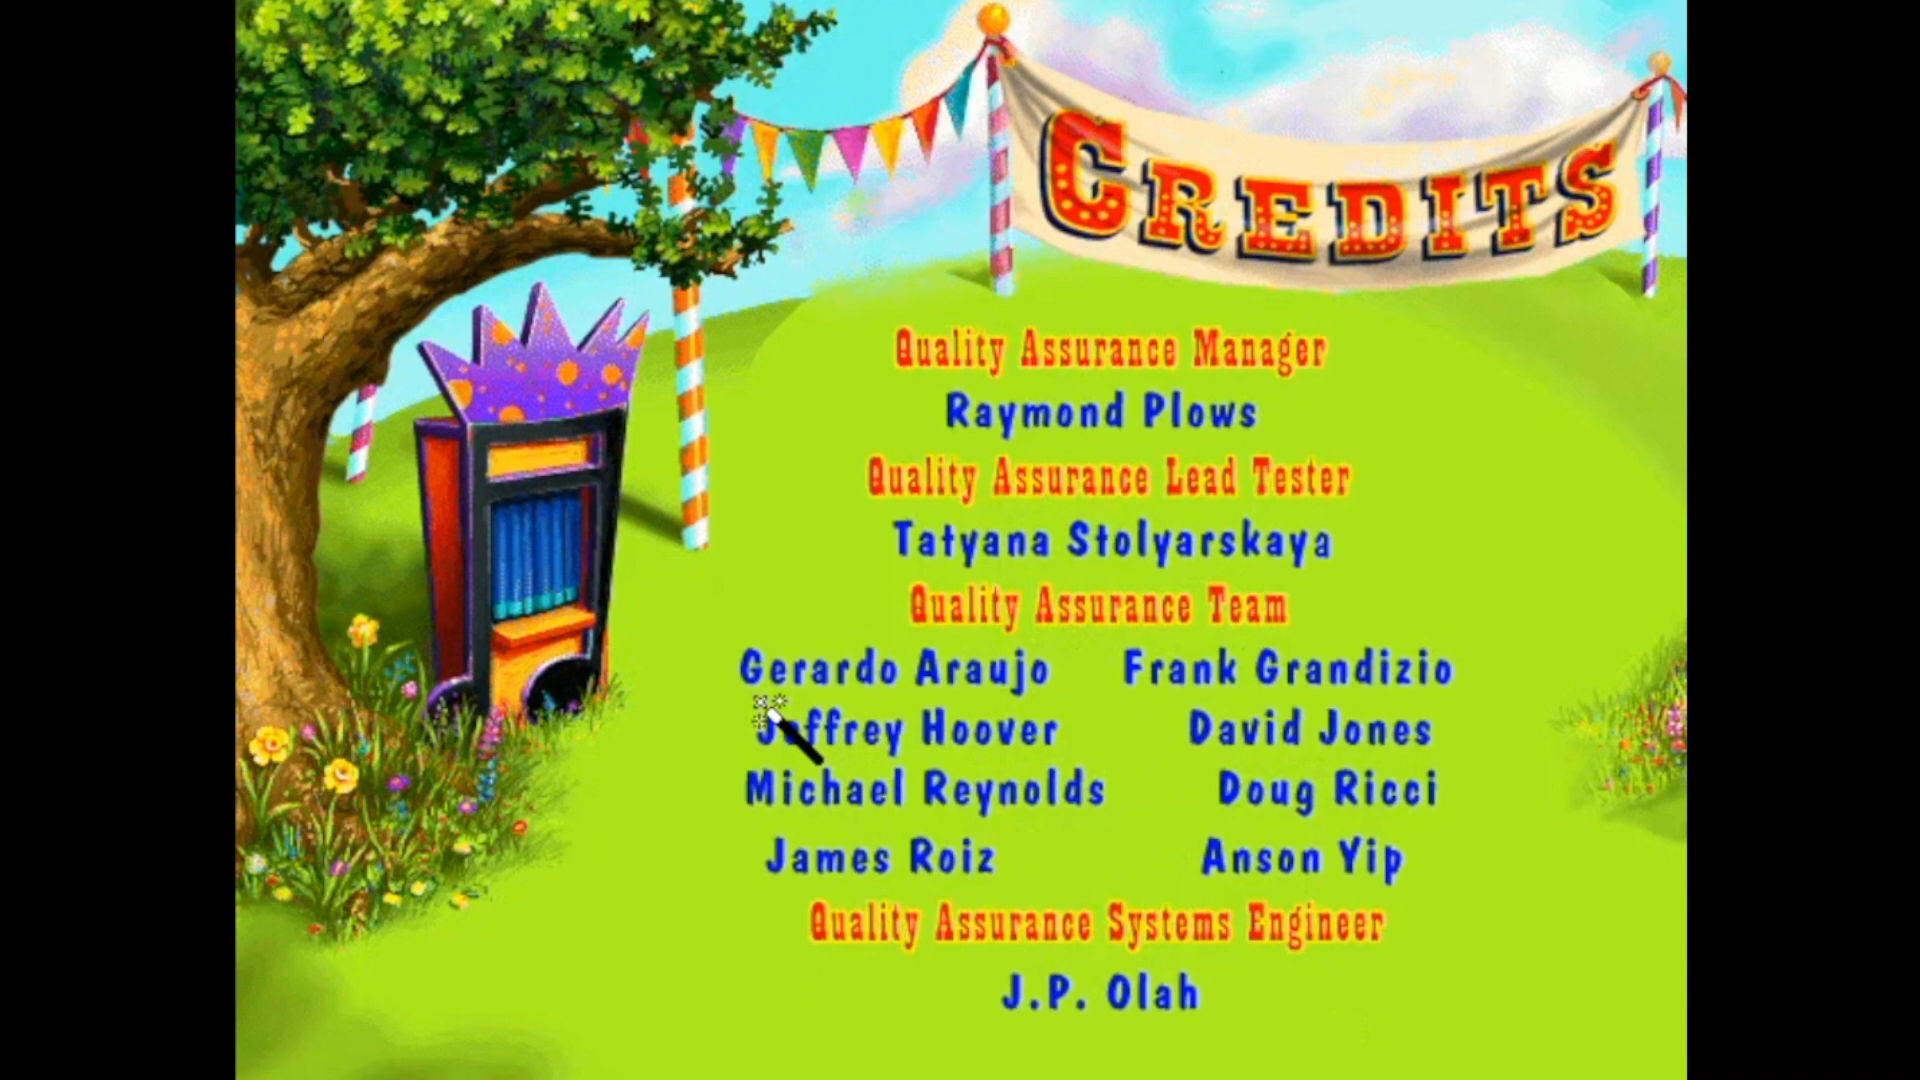 CREDITS
Quality Assurance Manager
Raymond Plows
Quality Assurance Lead Tester
Tatyana Stolyarskaya
Quality Assurance Team
Gerardo Araujo Frank Grandizio
Jeffrey Hoover David Jones
Michael Reynolds Doug Ricci
James Roiz Anson Yip
Quality Assurance Systems Engineer
J.P. Olah